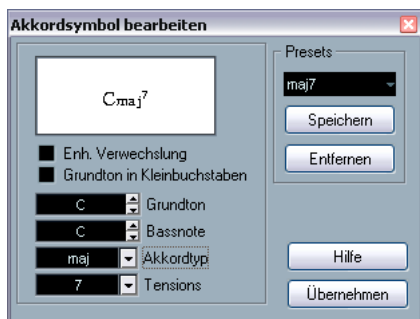 Akkordsymbol bearbeiten
Cmaj7
Enh. Verwechslung
Grundton in Kleinbuchstaben
C Grundton
C Bassnote
maj Akkordtyp
7 Tensions
Presets
maj7
Speichern
Entfernen
Hilfe
Übernehmen